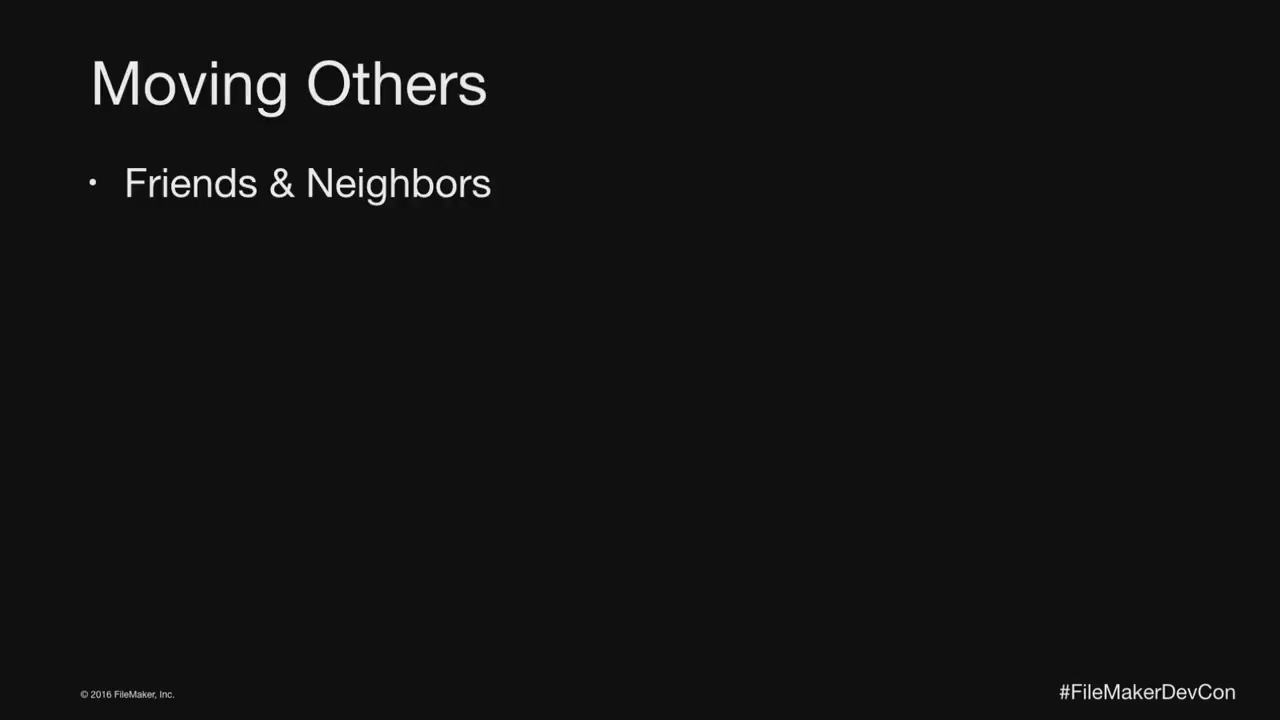 Moving Others
• Friends & Neighbors
© 2016 FileMaker, Inc.
#FileMakerDevCon